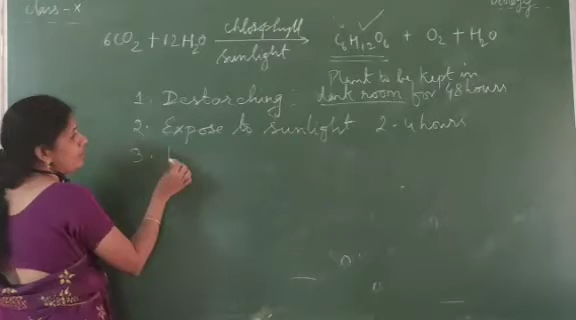 class-X
Biology
6CO2 + 12H2O chlorophyll sunlight C6H12O6 + O2 + H2O
Plant to be kept in
1. Destarching : dark room for 48 hours
2. Expose to sunlight 2-4 hours
3.